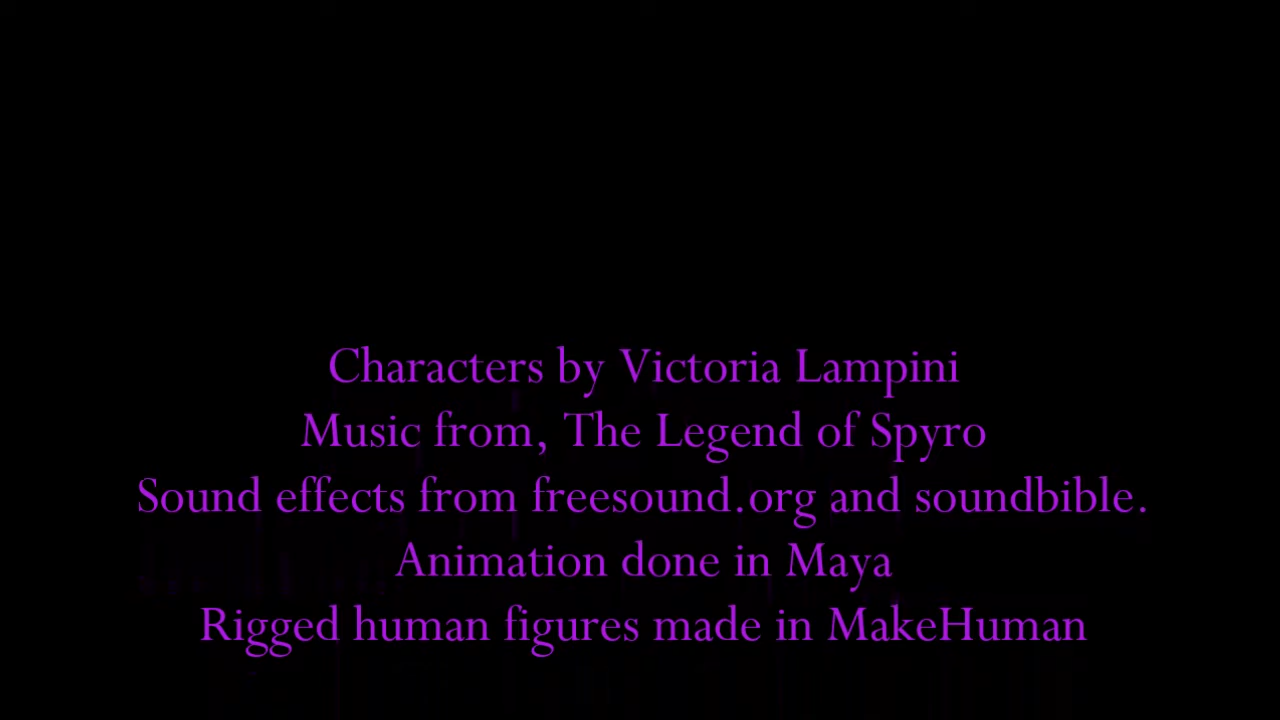 Characters by Victoria Lampini
Music from, The Legend of Spyro
Sound effects from freesound.org and soundbible.
Animation done in Maya
Rigged human figures made in MakeHuman